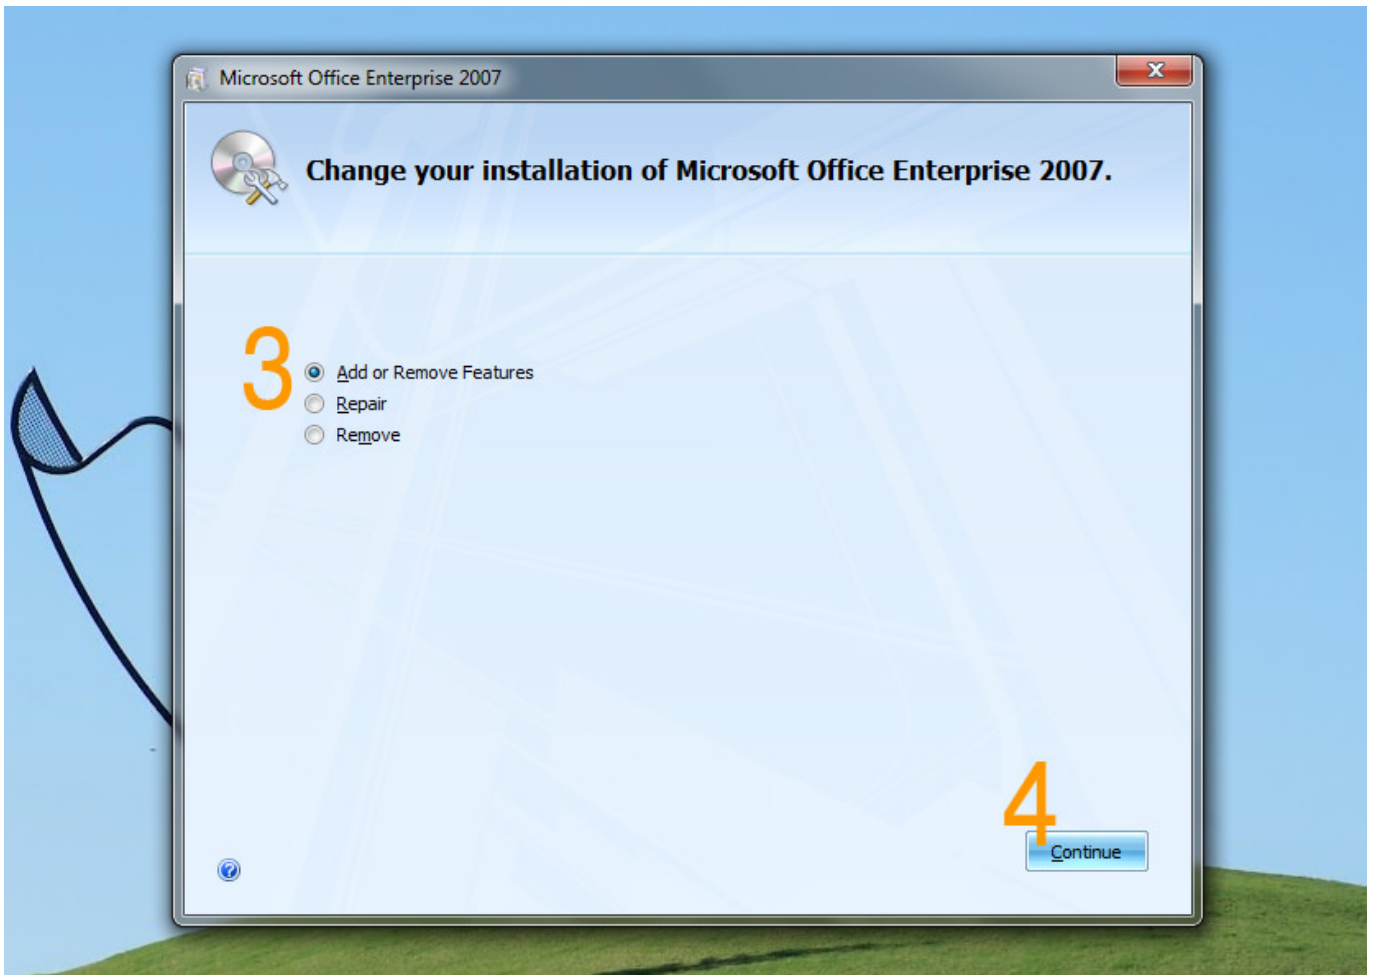 Microsoft Office Enterprise 2007
x
Change your installation of Microsoft Office Enterprise 2007.
3
Add or Remove Features
Repair
Remove
4
Continue
?